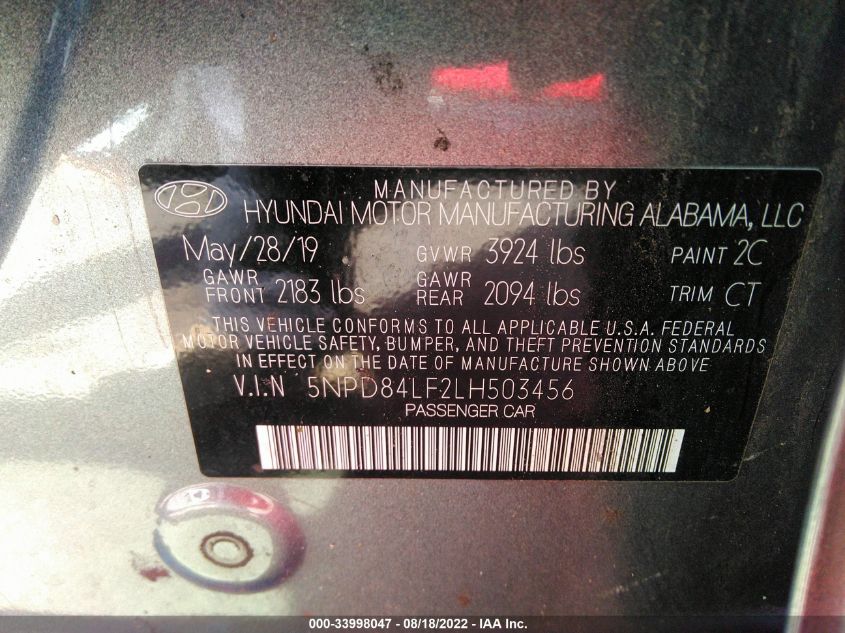 MANUFACTURED BY
HYUNDAI MOTOR MANUFACTURING ALABAMA, LLC
May/28/19 GVWR 3924 lbs PAINT 2C
GAWR FRONT 2183 lbs GAWR REAR 2094 lbs TRIM CT
THIS VEHICLE CONFORMS TO ALL APPLICABLE U.S.A. FEDERAL
MOTOR VEHICLE SAFETY, BUMPER, AND THEFT PREVENTION STANDARDS
IN EFFECT ON THE DATE OF MANUFACTURE SHOWN ABOVE
V.I.N 5NPD84LF2LH503456
PASSENGER CAR
000-33998047 - 08/18/2022 - IAA Inc.